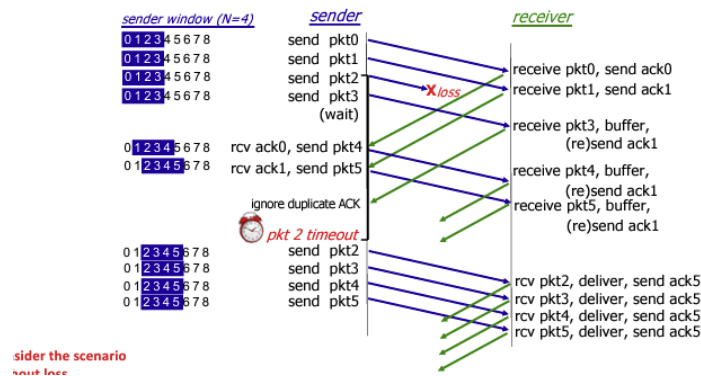 sender window (N=4) sender receiver
0 1 2 3 4 5 6 7 8 send pkt0
0 1 2 3 4 5 6 7 8 send pkt1
0 1 2 3 4 5 6 7 8 send pkt2
0 1 2 3 4 5 6 7 8 send pkt3
(wait)
X loss
receive pkt0, send ack0
receive pkt1, send ack1
receive pkt3, buffer,
(re)send ack1
0 1 2 3 4 5 6 7 8 rcv ack0, send pkt4
0 1 2 3 4 5 6 7 8 rcv ack1, send pkt5
receive pkt4, buffer,
(re)send ack1
receive pkt5, buffer,
(re)send ack1
ignore duplicate ACK
pkt 2 timeout
0 1 2 3 4 5 6 7 8 send pkt2
0 1 2 3 4 5 6 7 8 send pkt3
0 1 2 3 4 5 6 7 8 send pkt4
0 1 2 3 4 5 6 7 8 send pkt5
rcv pkt2, deliver, send ack5
rcv pkt3, deliver, send ack5
rcv pkt4, deliver, send ack5
rcv pkt5, deliver, send ack5
sider the scenario